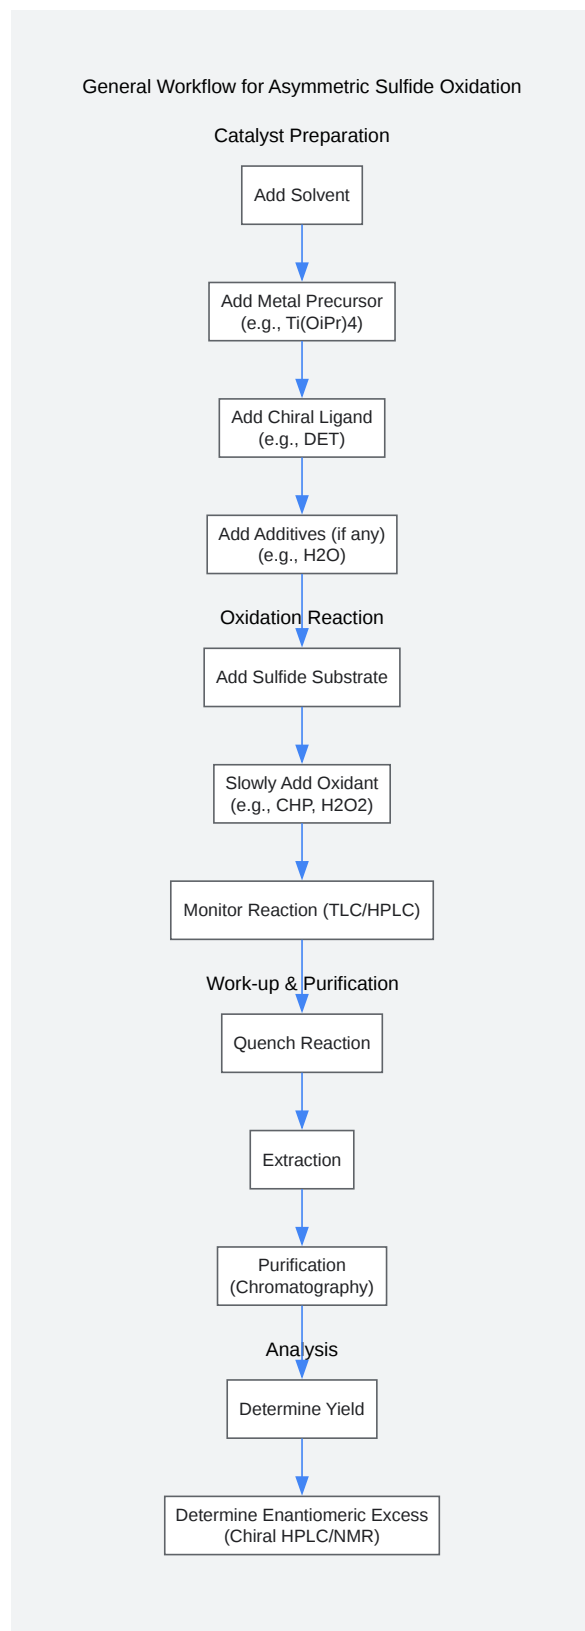 General Workflow for Asymmetric Sulfide Oxidation
Catalyst Preparation
Add Solvent
Add Metal Precursor
(e.g., Ti(OiPr)4)
Add Chiral Ligand
(e.g., DET)
Add Additives (if any)
(e.g., H2O)
Oxidation Reaction
Add Sulfide Substrate
Slowly Add Oxidant
(e.g., CHP, H2O2)
Monitor Reaction (TLC/HPLC)
Work-up & Purification
Quench Reaction
Extraction
Purification
(Chromatography)
Analysis
Determine Yield
Determine Enantiomeric Excess
(Chiral HPLC/NMR)